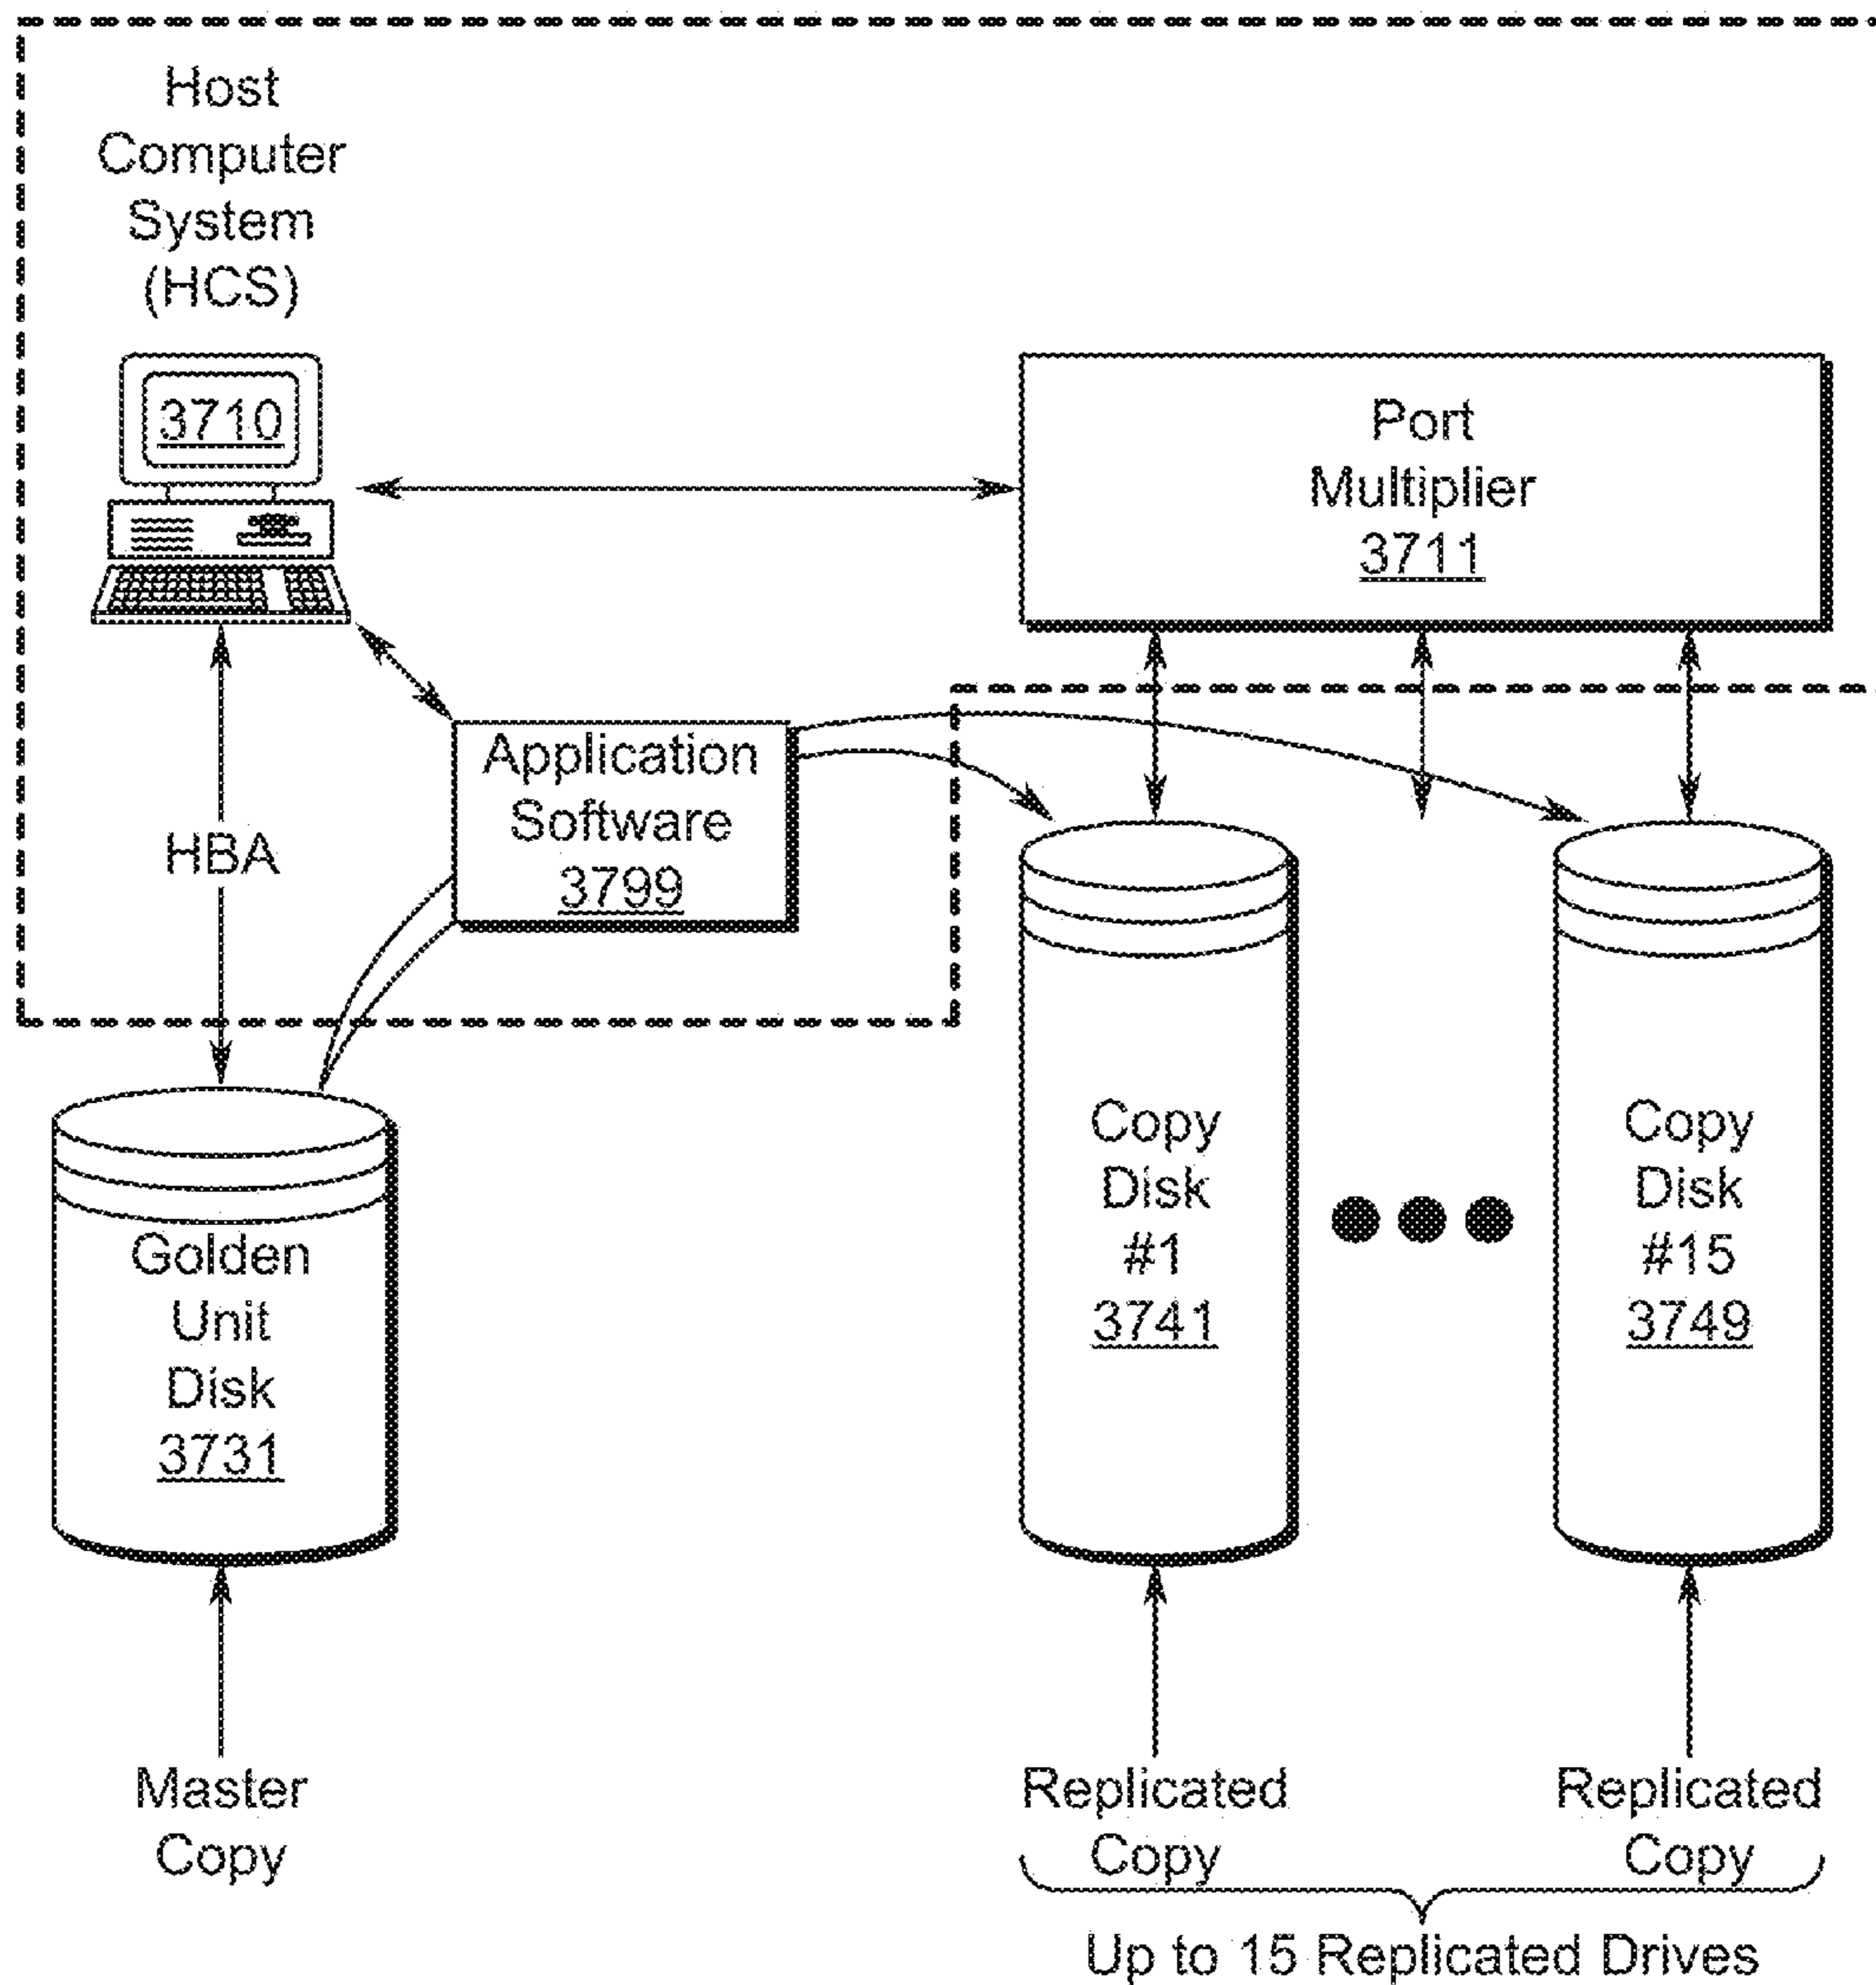 Host
Computer
System
(HCS)
3710
Port
Multiplier
3711
Application
Software
3799
HBA
Golden
Unit
Disk
3731
Copy
Disk
#1
3741
Copy
Disk
#15
3749
Master
Copy
Replicated
Copy
Replicated
Copy
Up to 15 Replicated Drives